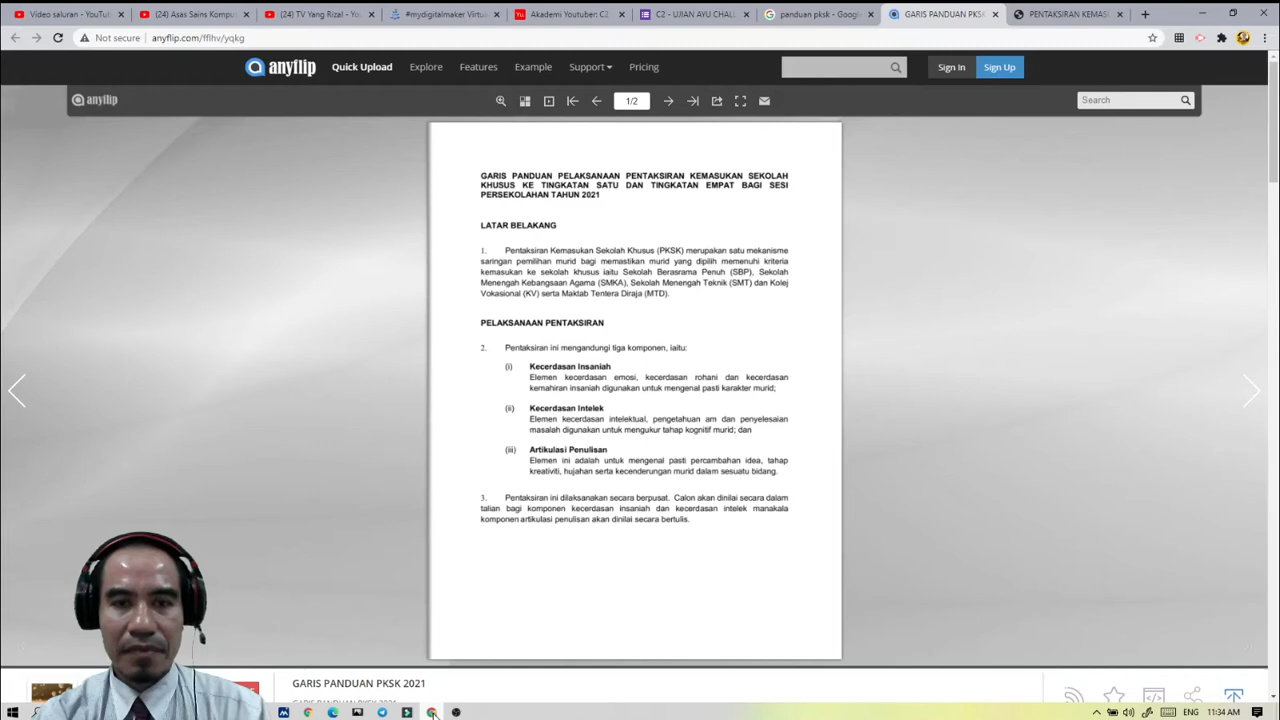 Video saluran - YouTu
(24) Asas Sains Kompu
(24) TV Yang Rizal - Yo
#mydigitalmaker Virtua
Akademi Youtuber: C2
C2 - UJIAN AYU CHALL
panduan pksk - Google
GARIS PANDUAN PKSK
PENTAKSIRAN KEMASU
Not secure
anyflip.com/fflhv/yqkg
anyflip
Quick Upload
Explore
Features
Example
Support
Pricing
Sign In
Sign Up
anyflip
1/2
Search
GARIS PANDUAN PELAKSANAAN PENTAKSIRAN KEMASUKAN SEKOLAH
KHUSUS KE TINGKATAN SATU DAN TINGKATAN EMPAT BAGI SESI
PERSEKOLAHAN TAHUN 2021
LATAR BELAKANG
1. Pentaksiran Kemasukan Sekolah Khusus (PKSK) merupakan satu mekanisme
saringan pemilihan murid bagi memastikan murid yang dipilih memenuhi kriteria
kemasukan ke sekolah khusus iaitu Sekolah Berasrama Penuh (SBP), Sekolah
Menengah Kebangsaan Agama (SMKA), Sekolah Menengah Teknik (SMT) dan Kolej
Vokasional (KV) serta Maktab Tentera Diraja (MTD).
PELAKSANAAN PENTAKSIRAN
2. Pentaksiran ini mengandungi tiga komponen, iaitu:
(i) Kecerdasan Insaniah
Elemen kecerdasan emosi, kecerdasan rohani dan kecerdasan
kemahiran insaniah digunakan untuk mengenal pasti karakter murid;
(ii) Kecerdasan Intelek
Elemen kecerdasan intelektual, pengetahuan am dan penyelesaian
masalah digunakan untuk mengukur tahap kognitif murid; dan
(iii) Artikulasi Penulisan
Elemen ini adalah untuk mengenal pasti percambahan idea, tahap
kreativiti, hujahan serta kecenderungan murid dalam sesuatu bidang.
3. Pentaksiran ini dilaksanakan secara berpusat. Calon akan dinilai secara dalam
talian bagi komponen kecerdasan insaniah dan kecerdasan intelek manakala
komponen artikulasi penulisan akan dinilai secara bertulis.
GARIS PANDUAN PKSK 2021
ENG
11:34 AM